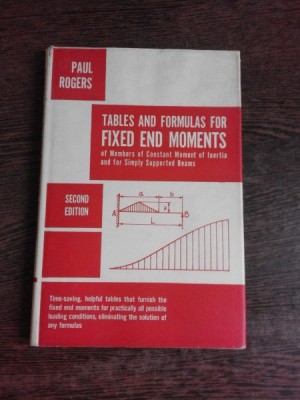 PAUL
ROGERS
TABLES AND FORMULAS FOR
FIXED END MOMENTS
of Members of Constant Moment of Inertia
and for Simply Supported Beams
SECOND
EDITION
a
b
A
B
L
Time-saving, helpful tables that furnish the
fixed end moments for practically all possible
loading conditions, eliminating the solution of
any formulas